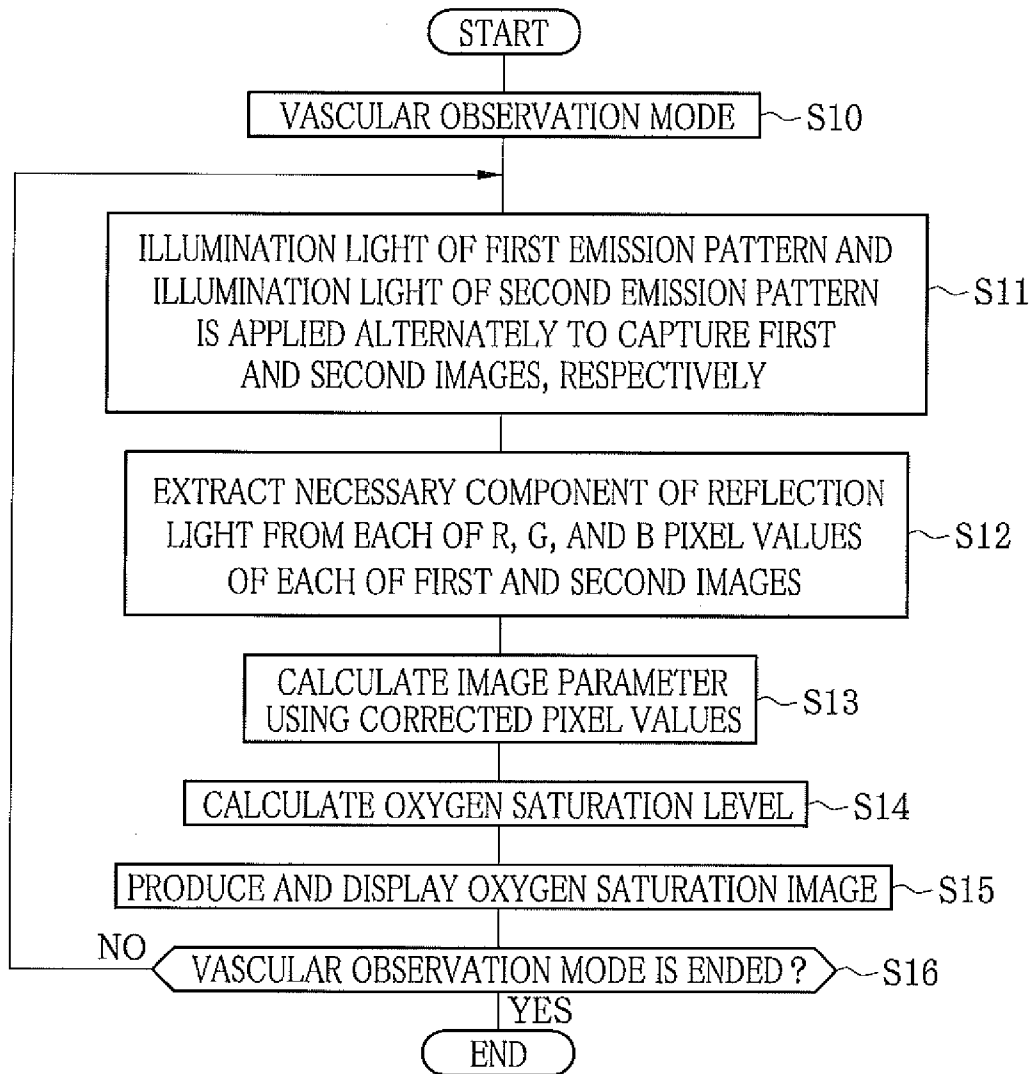 START
VASCULAR OBSERVATION MODE
S10
ILLUMINATION LIGHT OF FIRST EMISSION PATTERN AND
ILLUMINATION LIGHT OF SECOND EMISSION PATTERN
IS APPLIED ALTERNATELY TO CAPTURE FIRST
AND SECOND IMAGES, RESPECTIVELY
S11
EXTRACT NECESSARY COMPONENT OF REFLECTION
LIGHT FROM EACH OF R, G, AND B PIXEL VALUES
OF EACH OF FIRST AND SECOND IMAGES
S12
CALCULATE IMAGE PARAMETER
USING CORRECTED PIXEL VALUES
S13
CALCULATE OXYGEN SATURATION LEVEL
S14
PRODUCE AND DISPLAY OXYGEN SATURATION IMAGE
S15
NO
VASCULAR OBSERVATION MODE IS ENDED ?
S16
YES
END